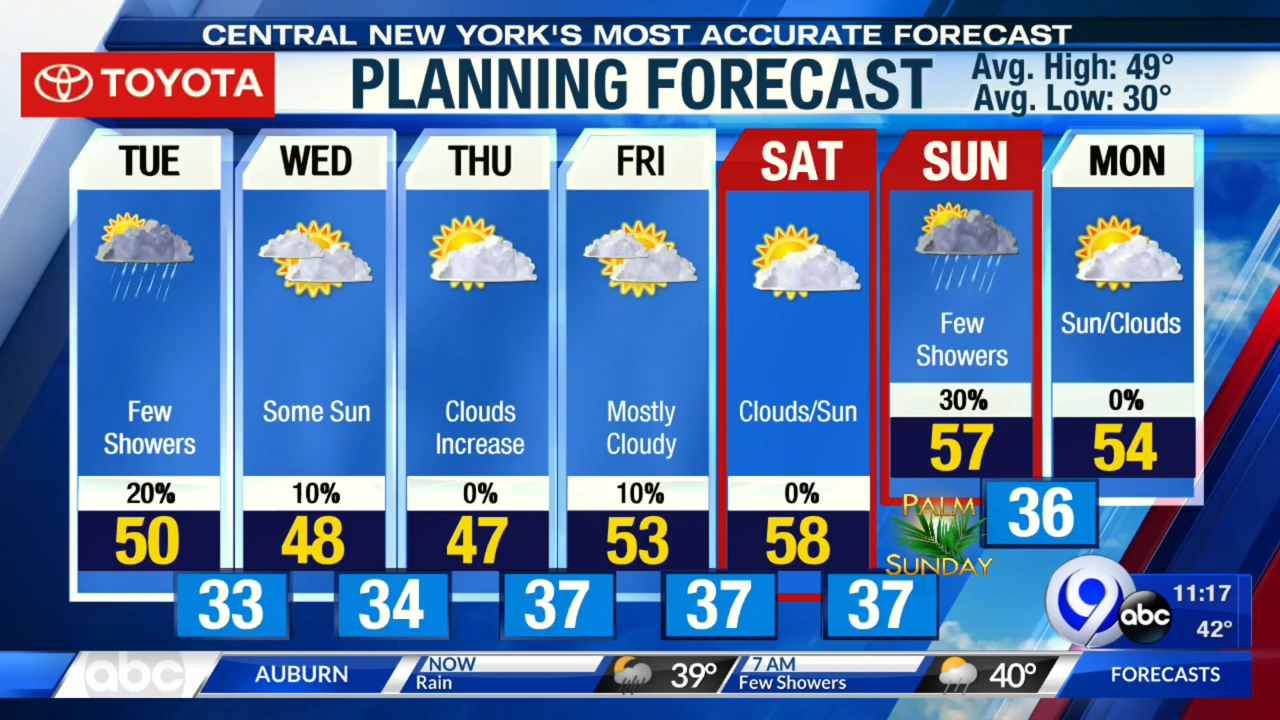 CENTRAL NEW YORK'S MOST ACCURATE FORECAST
TOYOTA
PLANNING FORECAST
Avg. High: 49°
Avg. Low: 30°
TUE
Few
Showers
20%
50
33
WED
Some Sun
10%
48
34
THU
Clouds
Increase
0%
47
37
FRI
Mostly
Cloudy
10%
53
37
SAT
Clouds/Sun
0%
58
37
SUN
Few
Showers
30%
57
PALM
SUNDAY
36
MON
Sun/Clouds
0%
54
9
abc
11:17
42°
abc
AUBURN
NOW
Rain
39°
7 AM
Few Showers
40°
FORECASTS